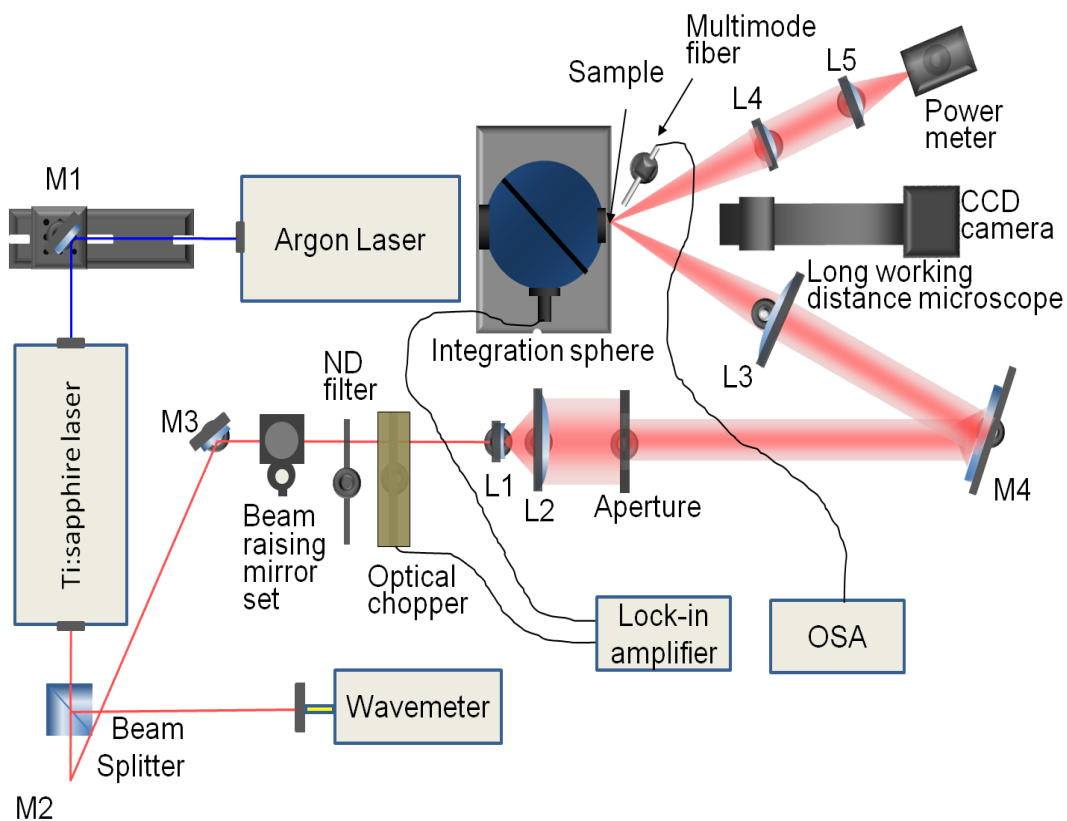 Multimode
fiber
Sample
L5
L4
Power
meter
M1
Argon Laser
CCD
camera
Long working
distance microscope
Integration sphere
L3
ND
filter
M3
Ti:sapphire laser
L1
L2
Aperture
M4
Beam
raising
mirror
set
Optical
chopper
Lock-in
amplifier
OSA
Wavemeter
Beam
Splitter
M2